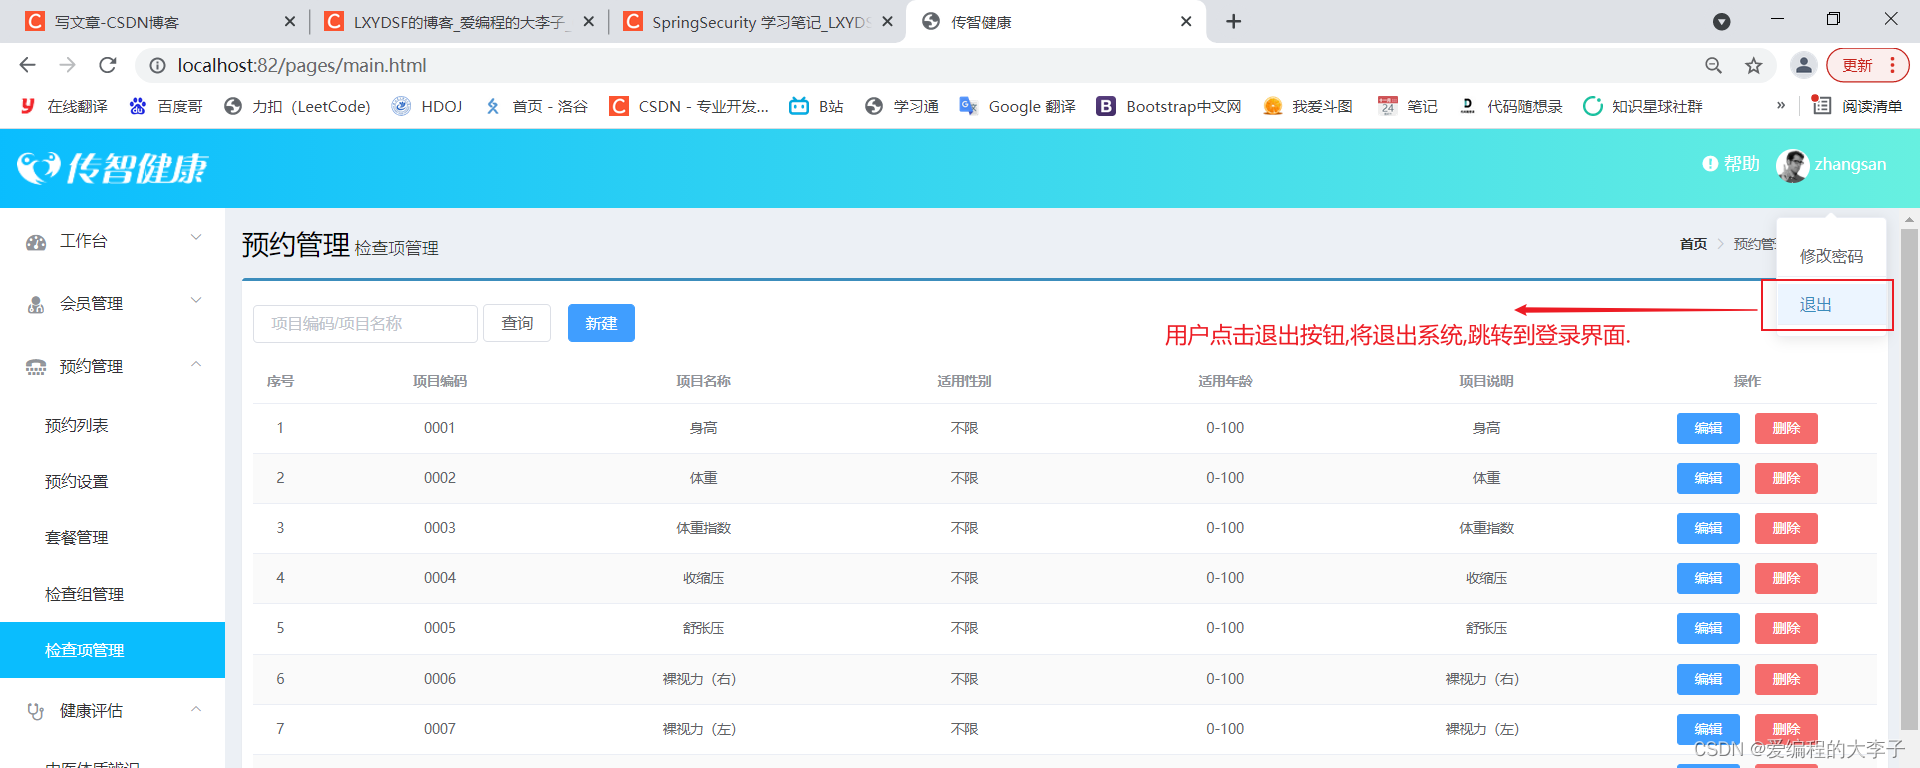 写文章-CSDN博客
LXYDSF的博客_爱编程的大李子_
SpringSecurity 学习笔记_LXYDS
传智健康
localhost:82/pages/main.html
更新
在线翻译
百度哥
力扣（LeetCode）
HDOJ
首页 - 洛谷
CSDN - 专业开发...
B站
学习通
Google 翻译
Bootstrap中文网
我爱斗图
笔记
代码随想录
知识星球社群
»
阅读清单
传智健康
帮助
zhangsan
工作台
会员管理
预约管理
预约列表
预约设置
套餐管理
检查组管理
检查项管理
健康评估
中医体质辨识
预约管理 检查项管理
首页 > 预约管
修改密码
退出
项目编码/项目名称
查询
新建
用户点击退出按钮,将退出系统,跳转到登录界面.
序号 项目编码 项目名称 适用性别 适用年龄 项目说明 操作
1 0001 身高 不限 0-100 身高 编辑 删除
2 0002 体重 不限 0-100 体重 编辑 删除
3 0003 体重指数 不限 0-100 体重指数 编辑 删除
4 0004 收缩压 不限 0-100 收缩压 编辑 删除
5 0005 舒张压 不限 0-100 舒张压 编辑 删除
6 0006 裸视力（右） 不限 0-100 裸视力（右） 编辑 删除
7 0007 裸视力（左） 不限 0-100 裸视力（左） 编辑 删除
CSDN @爱编程的大李子